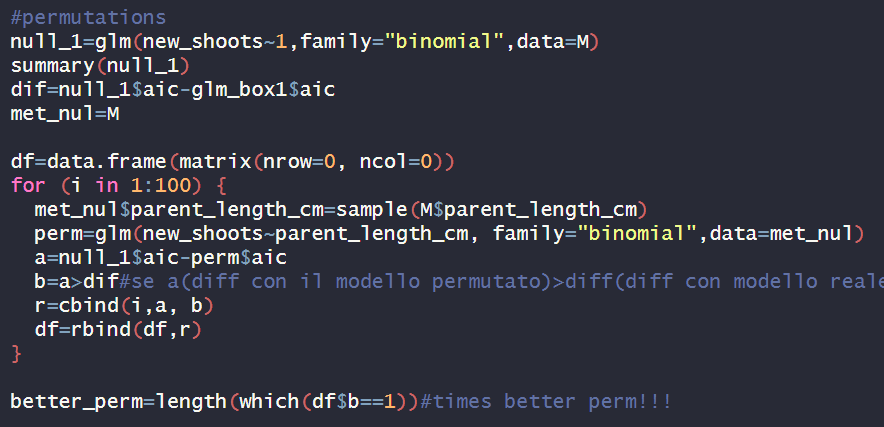 #permutations
null_1=glm(new_shoots~1,family="binomial",data=M)
summary(null_1)
dif=null_1$aic-glm_box1$aic
met_nul=M
df=data.frame(matrix(nrow=0, ncol=0))
for (i in 1:100) {
  met_nul$parent_length_cm=sample(M$parent_length_cm)
  perm=glm(new_shoots~parent_length_cm, family="binomial",data=met_nul)
  a=null_1$aic-perm$aic
  b=a>dif#se a(diff con il modello permutato)>diff(diff con modello reale
  r=cbind(i,a, b)
  df=rbind(df,r)
}
better_perm=length(which(df$b==1))#times better perm!!!